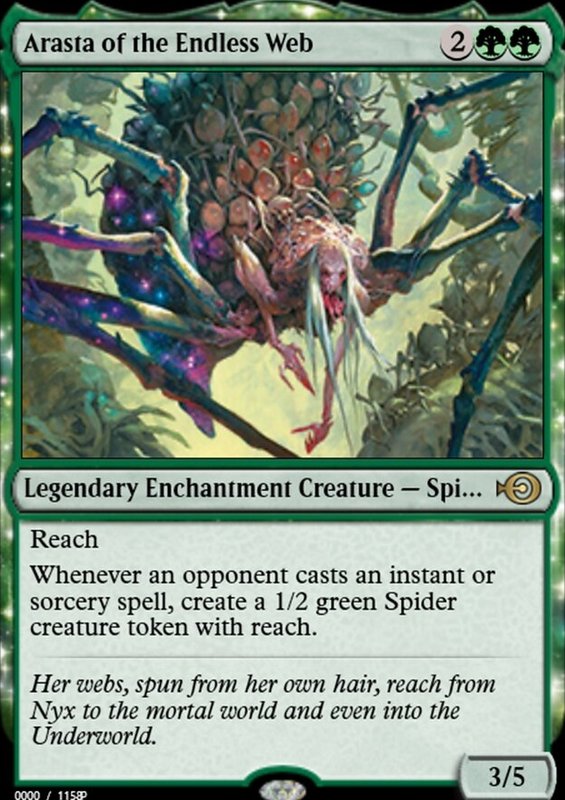 Arasta of the Endless Web 2
Legendary Enchantment Creature — Spi...
Reach
Whenever an opponent casts an instant or
sorcery spell, create a 1/2 green Spider
creature token with reach.
Her webs, spun from her own hair, reach from
Nyx to the mortal world and even into the
Underworld.
3/5
0000 / 1158P